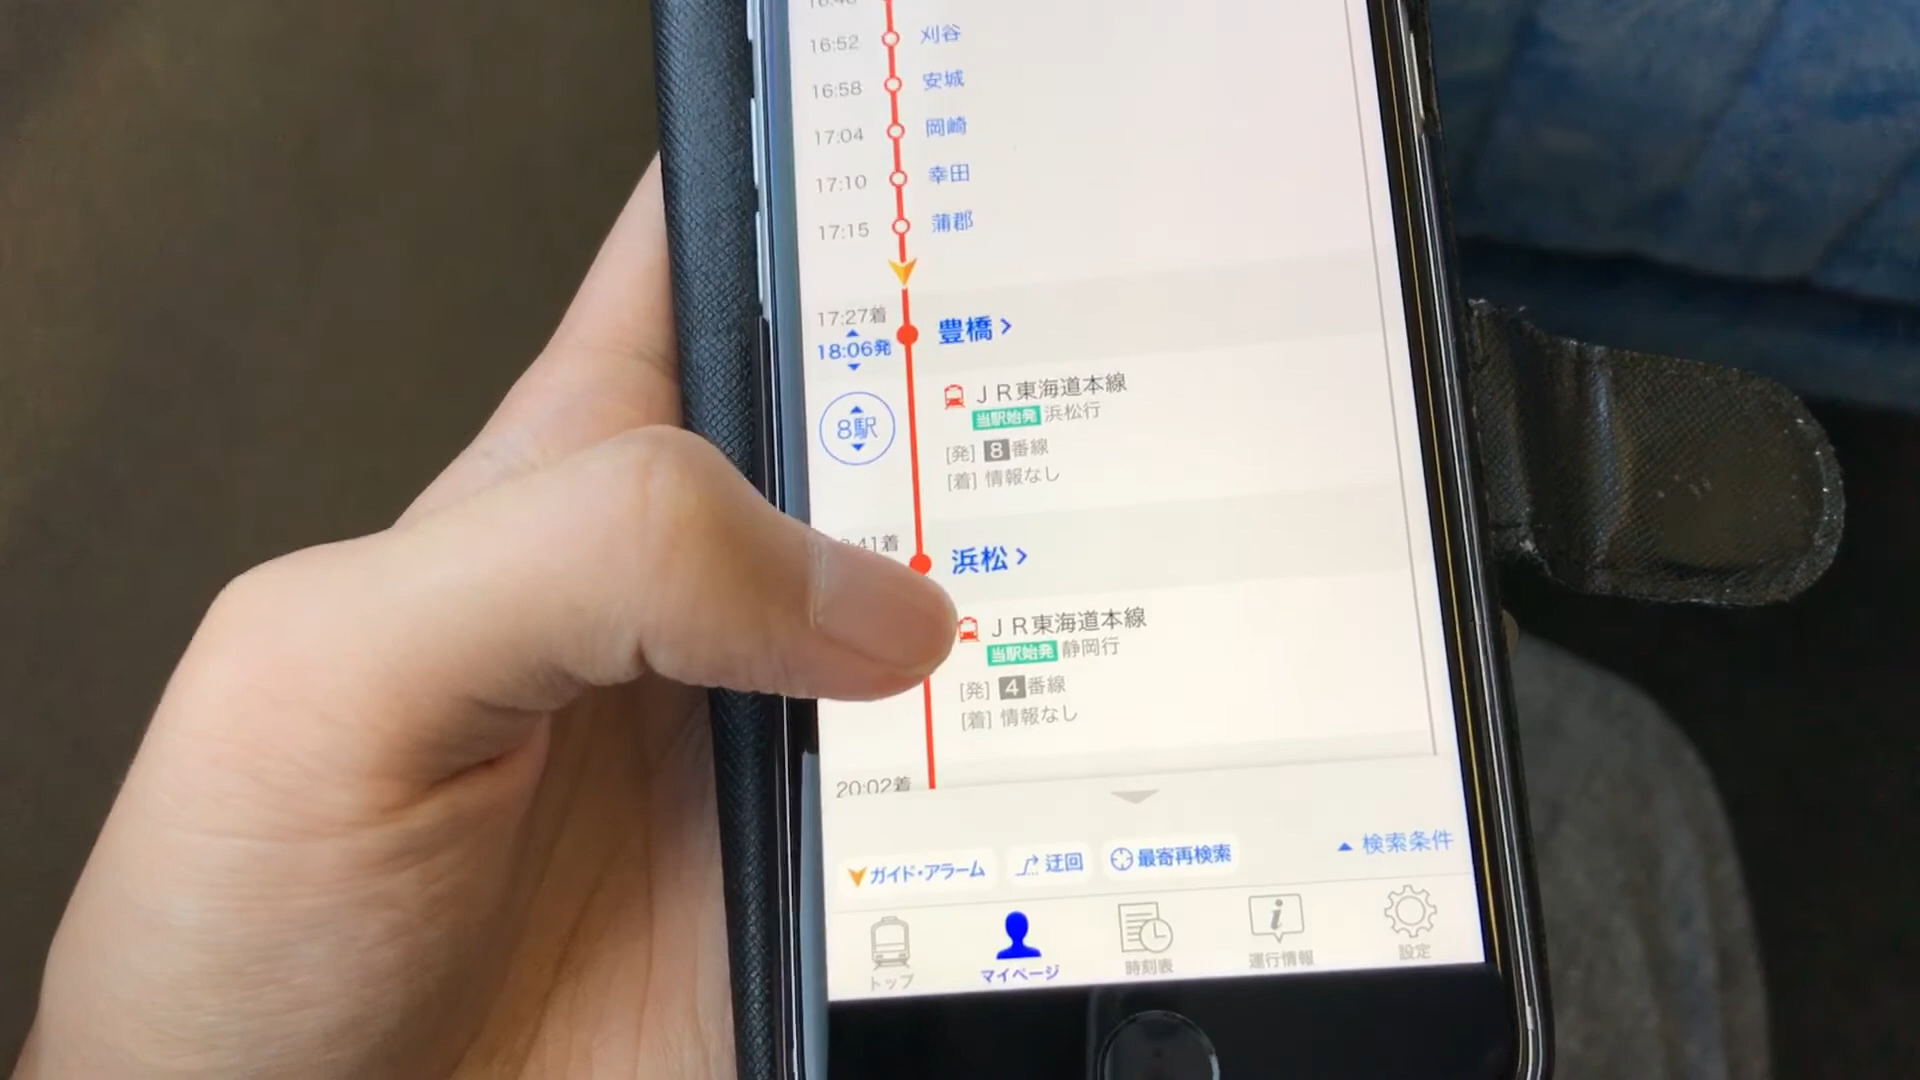 16:52 刈谷
16:58 安城
17:04 岡崎
17:10 幸田
17:15 蒲郡
17:27着
18:06発
豊橋 >
8駅
JR東海道本線
当駅始発 浜松行
[発] 8 番線
[着] 情報なし
41着
浜松 >
JR東海道本線
当駅始発 静岡行
[発] 4 番線
[着] 情報なし
20:02着
検索条件
ガイド・アラーム 迂回 最寄再検索
トップ マイページ 時刻表 運行情報 設定